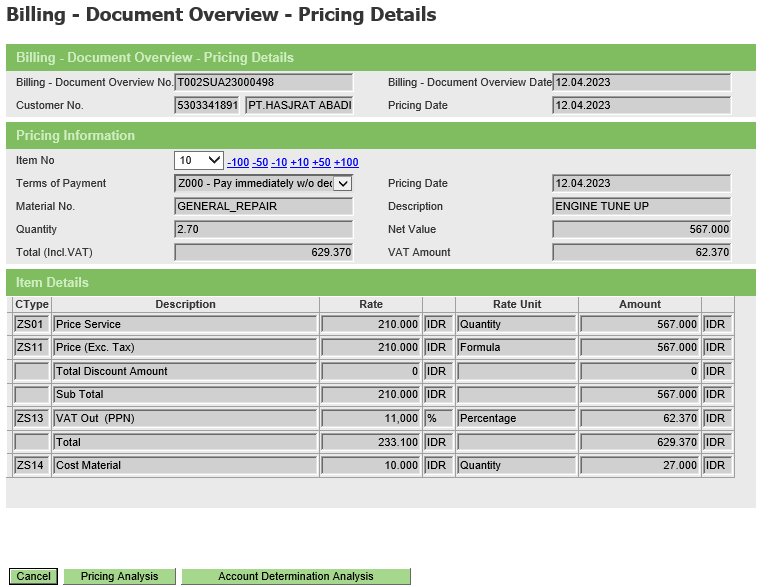 Billing - Document Overview - Pricing Details
Billing - Document Overview - Pricing Details
Billing - Document Overview No. T002SUA23000498 Billing - Document Overview Date 12.04.2023
Customer No. 5303341891 PT.HASJRAT ABADI Pricing Date 12.04.2023
Pricing Information
Item No 10 -100 -50 -10 +10 +50 +100
Terms of Payment Z000 - Pay immediately w/o dec Pricing Date 12.04.2023
Material No. GENERAL_REPAIR Description ENGINE TUNE UP
Quantity 2.70 Net Value 567.000
Total (Incl.VAT) 629.370 VAT Amount 62.370
Item Details
CType Description Rate Rate Unit Amount
ZS01 Price Service 210.000 IDR Quantity 567.000 IDR
ZS11 Price (Exc. Tax) 210.000 IDR Formula 567.000 IDR
Total Discount Amount 0 IDR 0 IDR
Sub Total 210.000 IDR 567.000 IDR
ZS13 VAT Out (PPN) 11,000 % Percentage 62.370 IDR
Total 233.100 IDR 629.370 IDR
ZS14 Cost Material 10.000 IDR Quantity 27.000 IDR
Cancel Pricing Analysis Account Determination Analysis